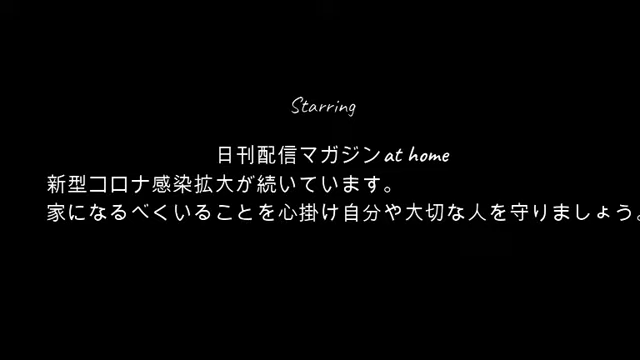 Starring
日刊配信マガジンat home
新型コロナ感染拡大が続いています。
家になるべくいることを心掛け自分や大切な人を守りましょう。